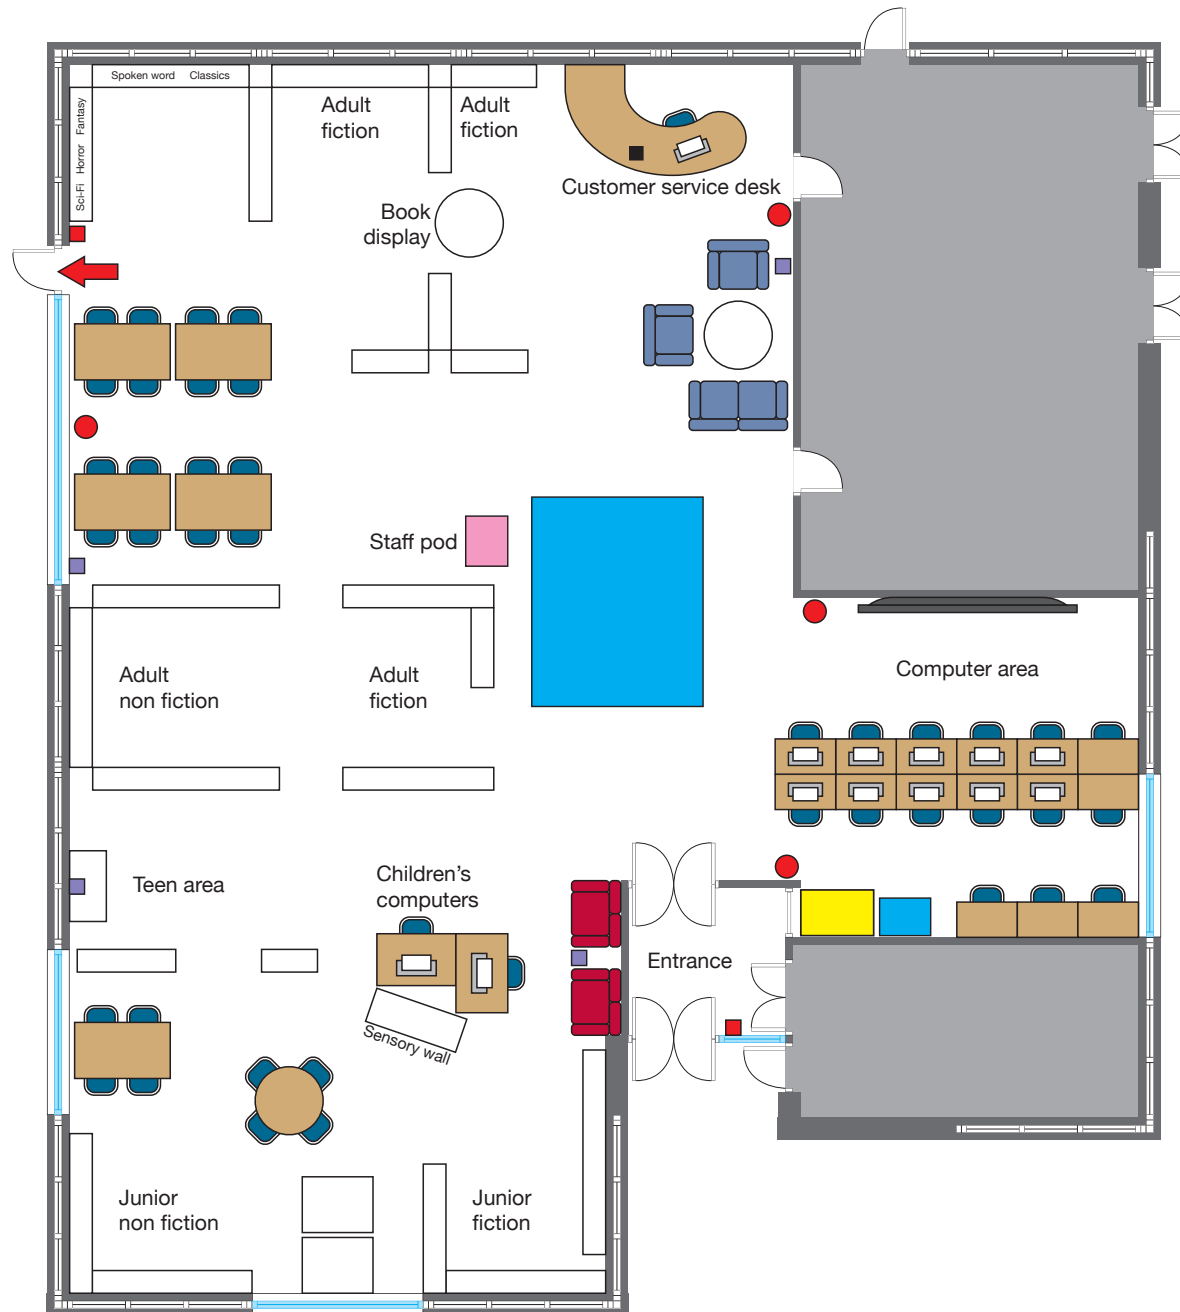 Spoken word Classics
Sci-Fi Horror Fantasy
Adult
fiction
Adult
fiction
Customer service desk
Book
display
Staff pod
Adult
non fiction
Adult
fiction
Computer area
Teen area
Children’s
computers
Sensory wall
Entrance
Junior
non fiction
Junior
fiction